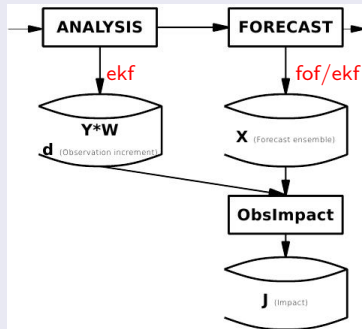 ANALYSIS FORECAST
ekf fof/ekf
Y*W
d (Observation increment)
X
(Forecast ensemble)
ObsImpact
J (Impact)